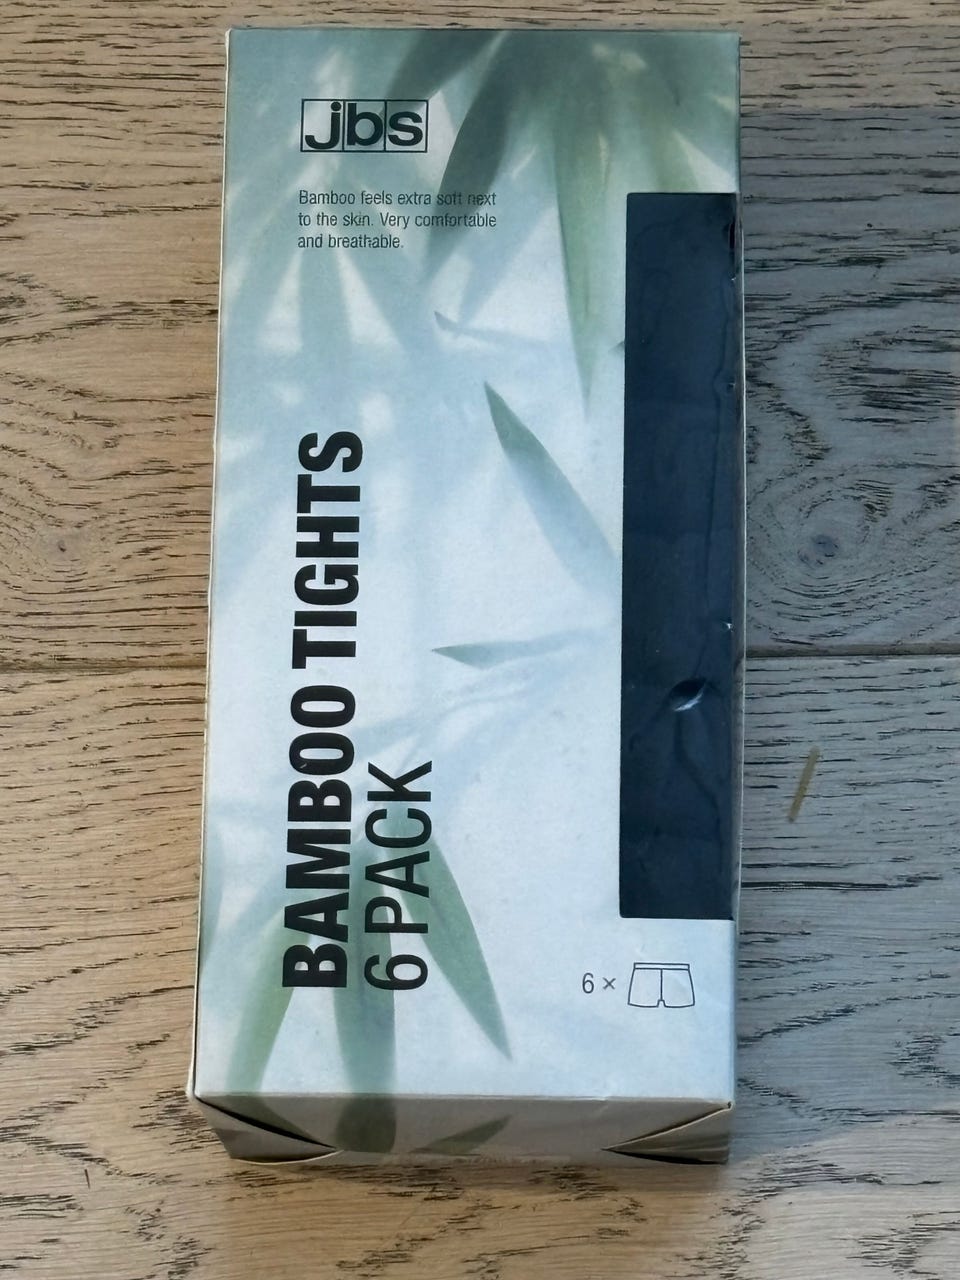 jbs
Bamboo feels extra soft next
to the skin. Very comfortable
and breathable.
BAMBOO TIGHTS
6 PACK
6 ×